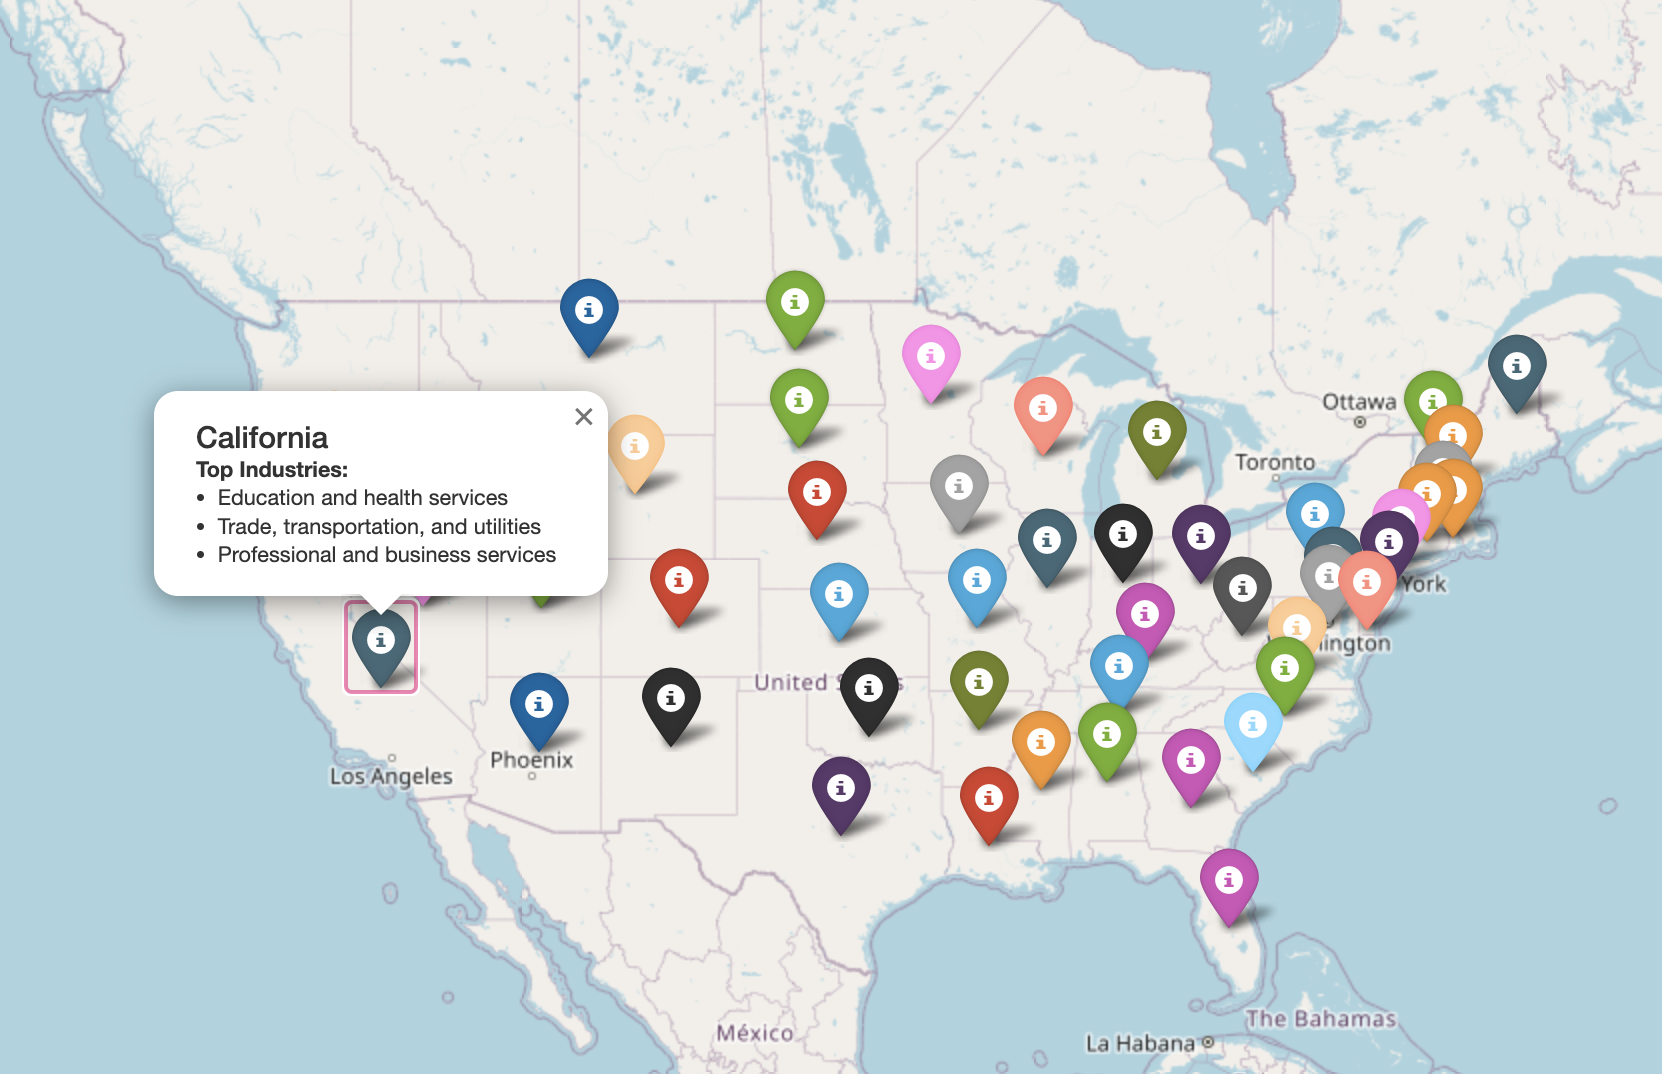 California
Top Industries:
• Education and health services
• Trade, transportation, and utilities
• Professional and business services
Ottawa
Toronto
York
United
Los Angeles
Phoenix
México
The Bahamas
La Habana